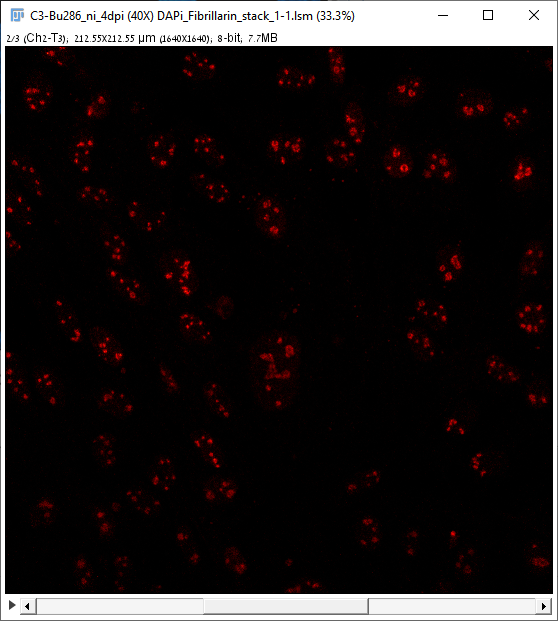 C3-Bu286_ni_4dpi (40X) DAPi_Fibrillarin_stack_1-1.lsm (33.3%)
2/3 (Ch2-T3); 212.55x212.55 µm (1640x1640); 8-bit; 7.7MB